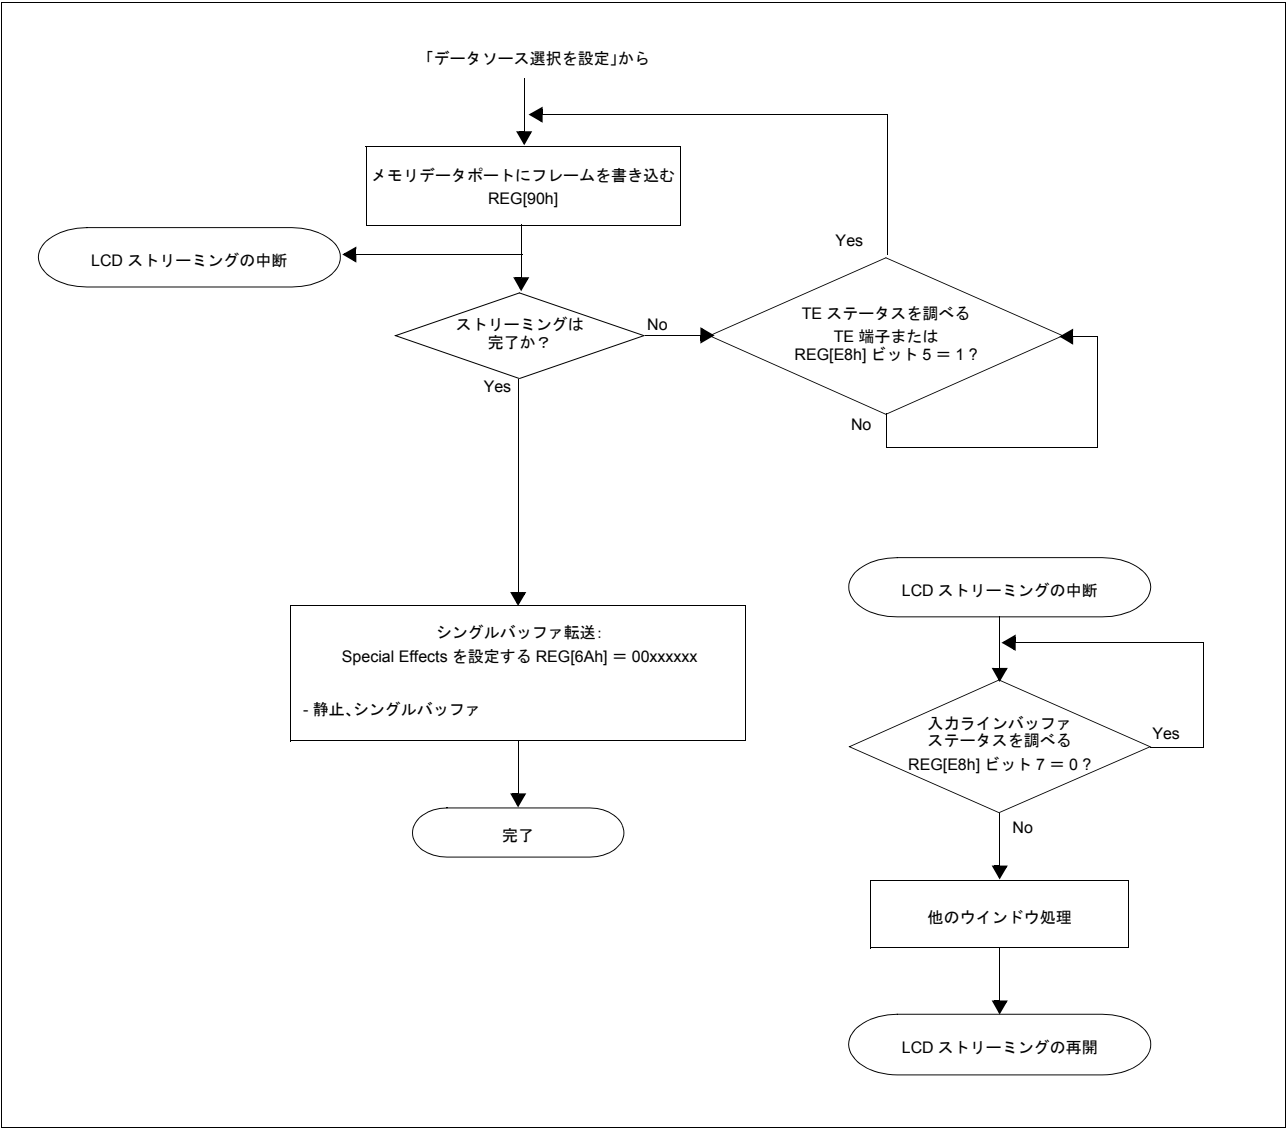 「データソース選択を設定」から
メモリデータポートにフレームを書き込む
REG[90h]
LCD ストリーミングの中断
ストリーミングは
完了か？
No
Yes
Yes
TE ステータスを調べる
TE 端子または
REG[E8h] ビット 5 ＝ 1？
No
シングルバッファ転送：
Special Effects を設定する REG[6Ah] ＝ 00xxxxxx
- 静止、シングルバッファ
完了
LCD ストリーミングの中断
入力ラインバッファ
ステータスを調べる
REG[E8h] ビット 7 ＝ 0？
Yes
No
他のウインドウ処理
LCD ストリーミングの再開